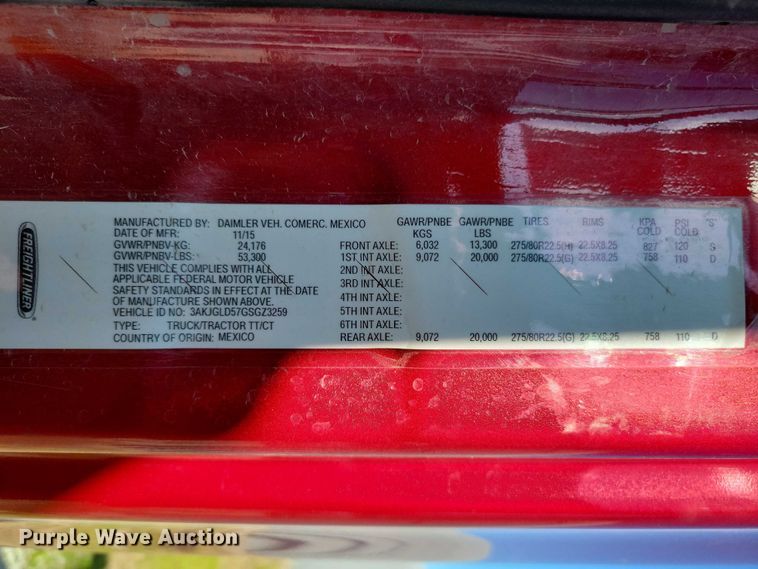 FREIGHTLINER
MANUFACTURED BY: DAIMLER VEH. COMERC. MEXICO
DATE OF MFR: 11/15
GVWR/PNBV-KG: 24,176
GVWR/PNBV-LBS: 53,300
THIS VEHICLE COMPLIES WITH ALL
APPLICABLE FEDERAL MOTOR VEHICLE
SAFETY STANDARDS IN EFFECT AT THE DATE
OF MANUFACTURE SHOWN ABOVE.
VEHICLE ID NO: 3AKJGLD57GSGZ3259
TYPE: TRUCK/TRACTOR TT/CT
COUNTRY OF ORIGIN: MEXICO
GAWR/PNBE GAWR/PNBE TIRES RIMS KPA PSI "S"
KGS LBS COLD COLD
FRONT AXLE: 6,032 13,300 275/80R22.5(H) 22.5X8.25 827 120 S
1ST INT AXLE: 9,072 20,000 275/80R22.5(G) 22.5X8.25 758 110 D
2ND INT AXLE:
3RD INT AXLE:
4TH INT AXLE:
5TH INT AXLE:
6TH INT AXLE:
REAR AXLE: 9,072 20,000 275/80R22.5(G) 22.5X8.25 758 110 D
Purple Wave Auction